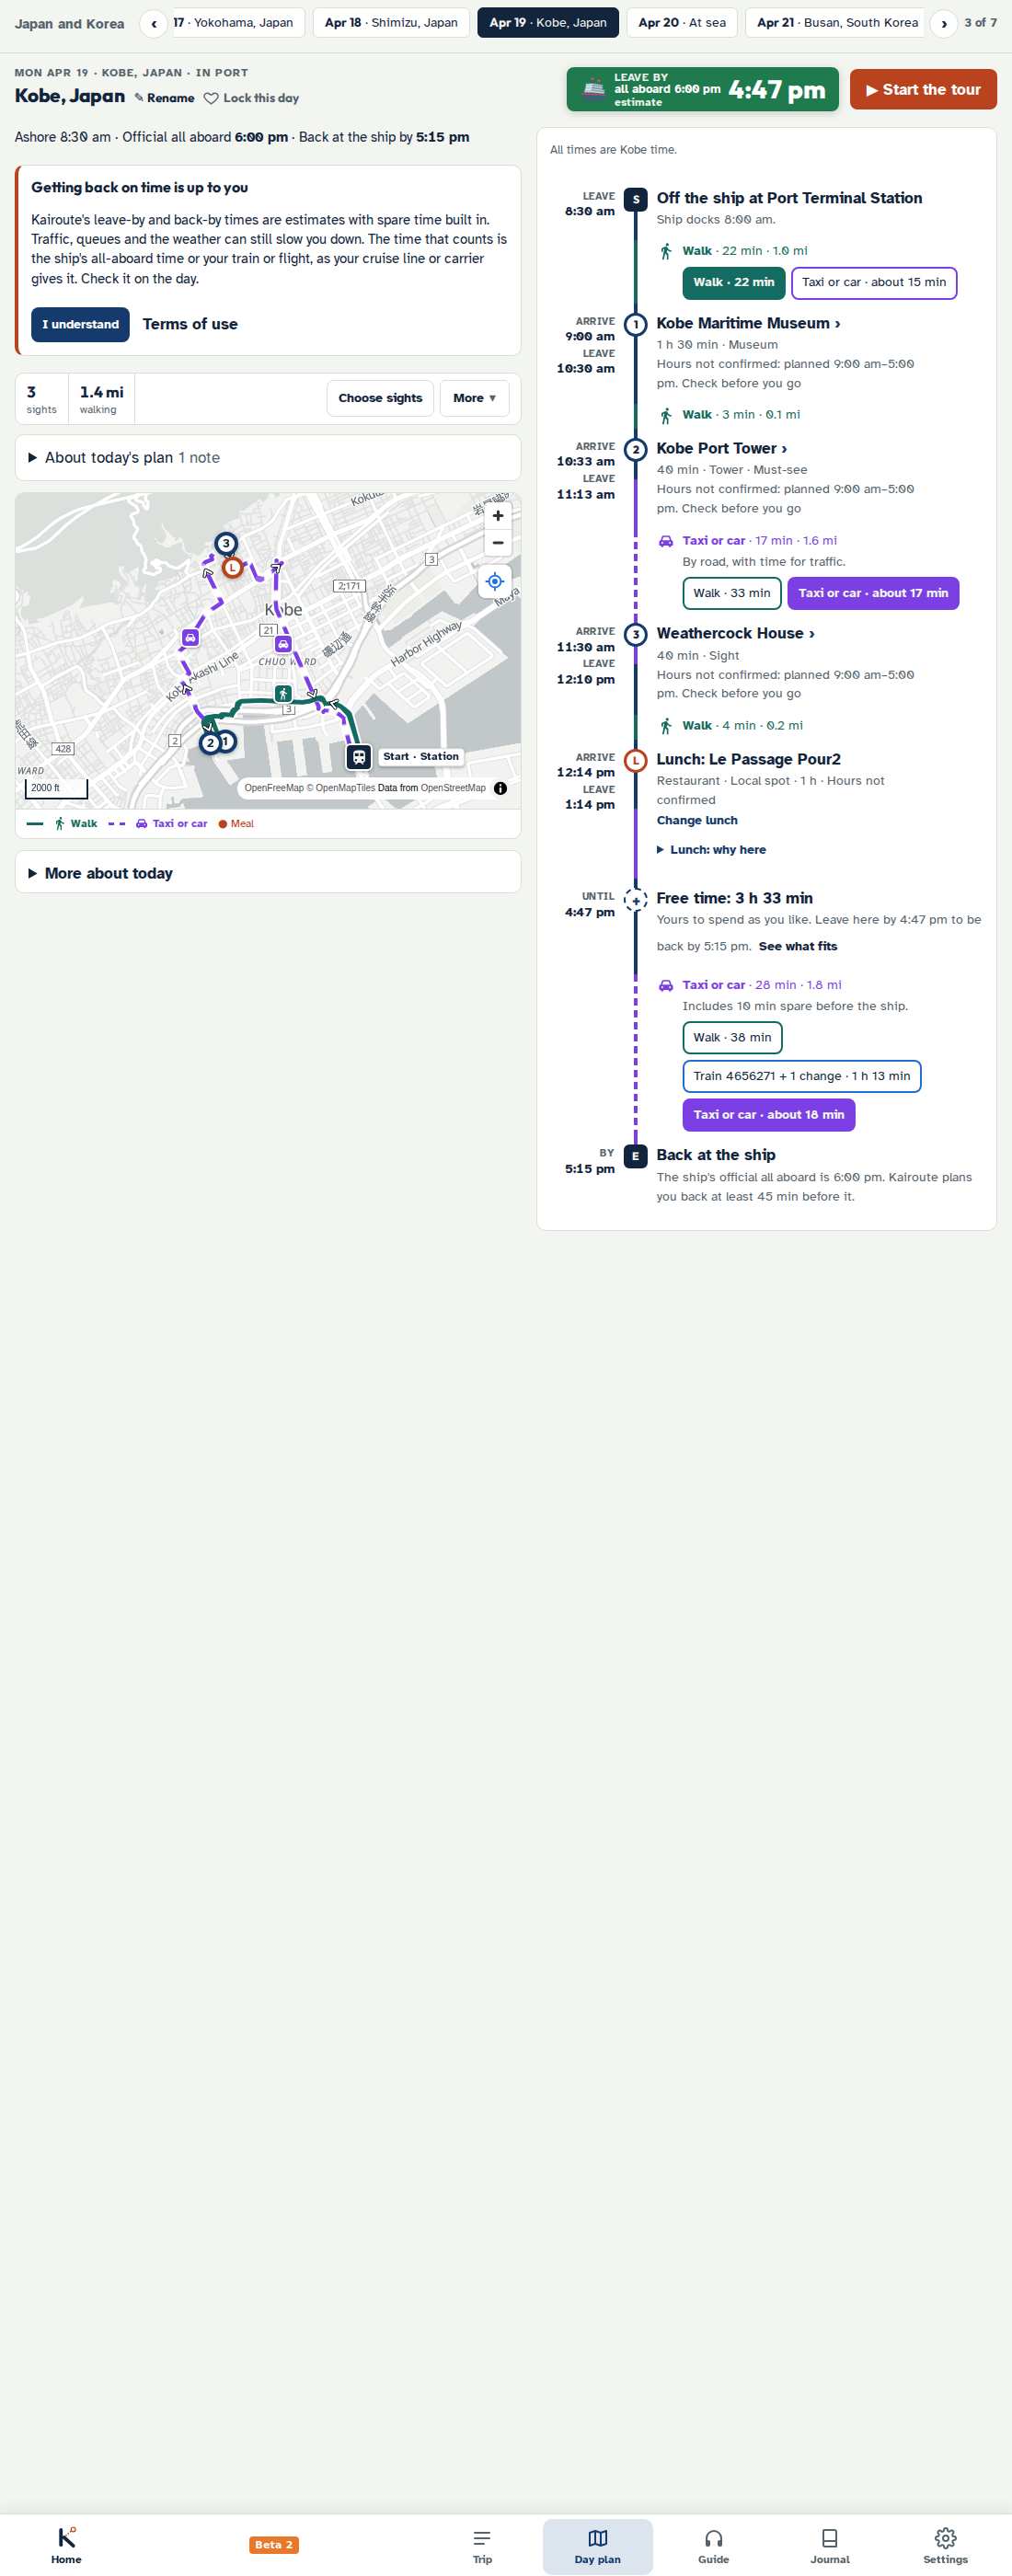 Japan and Korea
‹
17 · Yokohama, Japan
Apr 18 · Shimizu, Japan
Apr 19 · Kobe, Japan
Apr 20 · At sea
Apr 21 · Busan, South Korea
›
3 of 7
MON APR 19 · KOBE, JAPAN · IN PORT
Kobe, Japan
✎ Rename
Lock this day
LEAVE BY
all aboard 6:00 pm
estimate
4:47 pm
▶ Start the tour
Ashore 8:30 am · Official all aboard 6:00 pm · Back at the ship by 5:15 pm
Getting back on time is up to you
Kairoute's leave-by and back-by times are estimates with spare time built in.
Traffic, queues and the weather can still slow you down. The time that counts is
the ship's all-aboard time or your train or flight, as your cruise line or carrier
gives it. Check it on the day.
I understand
Terms of use
3
sights
1.4 mi
walking
Choose sights
More ▼
▶ About today's plan 1 note
+
−
3
L
3
2;171
Kobe
21
CHUO WARD
磯辺通
Harbor Highway
3
2
428
WARD
2
1
Start · Station
2000 ft
OpenFreeMap © OpenMapTiles Data from OpenStreetMap
Walk
Taxi or car
Meal
▶ More about today
All times are Kobe time.
LEAVE
8:30 am
S
Off the ship at Port Terminal Station
Ship docks 8:00 am.
Walk · 22 min · 1.0 mi
Walk · 22 min
Taxi or car · about 15 min
ARRIVE
9:00 am
LEAVE
10:30 am
1
Kobe Maritime Museum ›
1 h 30 min · Museum
Hours not confirmed: planned 9:00 am–5:00
pm. Check before you go
Walk · 3 min · 0.1 mi
ARRIVE
10:33 am
LEAVE
11:13 am
2
Kobe Port Tower ›
40 min · Tower · Must-see
Hours not confirmed: planned 9:00 am–5:00
pm. Check before you go
Taxi or car · 17 min · 1.6 mi
By road, with time for traffic.
Walk · 33 min
Taxi or car · about 17 min
ARRIVE
11:30 am
LEAVE
12:10 pm
3
Weathercock House ›
40 min · Sight
Hours not confirmed: planned 9:00 am–5:00
pm. Check before you go
Walk · 4 min · 0.2 mi
ARRIVE
12:14 pm
LEAVE
1:14 pm
L
Lunch: Le Passage Pour2
Restaurant · Local spot · 1 h · Hours not
confirmed
Change lunch
▶ Lunch: why here
UNTIL
4:47 pm
+
Free time: 3 h 33 min
Yours to spend as you like. Leave here by 4:47 pm to be
back by 5:15 pm. See what fits
Taxi or car · 28 min · 1.8 mi
Includes 10 min spare before the ship.
Walk · 38 min
Train 4656271 + 1 change · 1 h 13 min
Taxi or car · about 18 min
BY
5:15 pm
E
Back at the ship
The ship's official all aboard is 6:00 pm. Kairoute plans
you back at least 45 min before it.
Home
Beta 2
Trip
Day plan
Guide
Journal
Settings